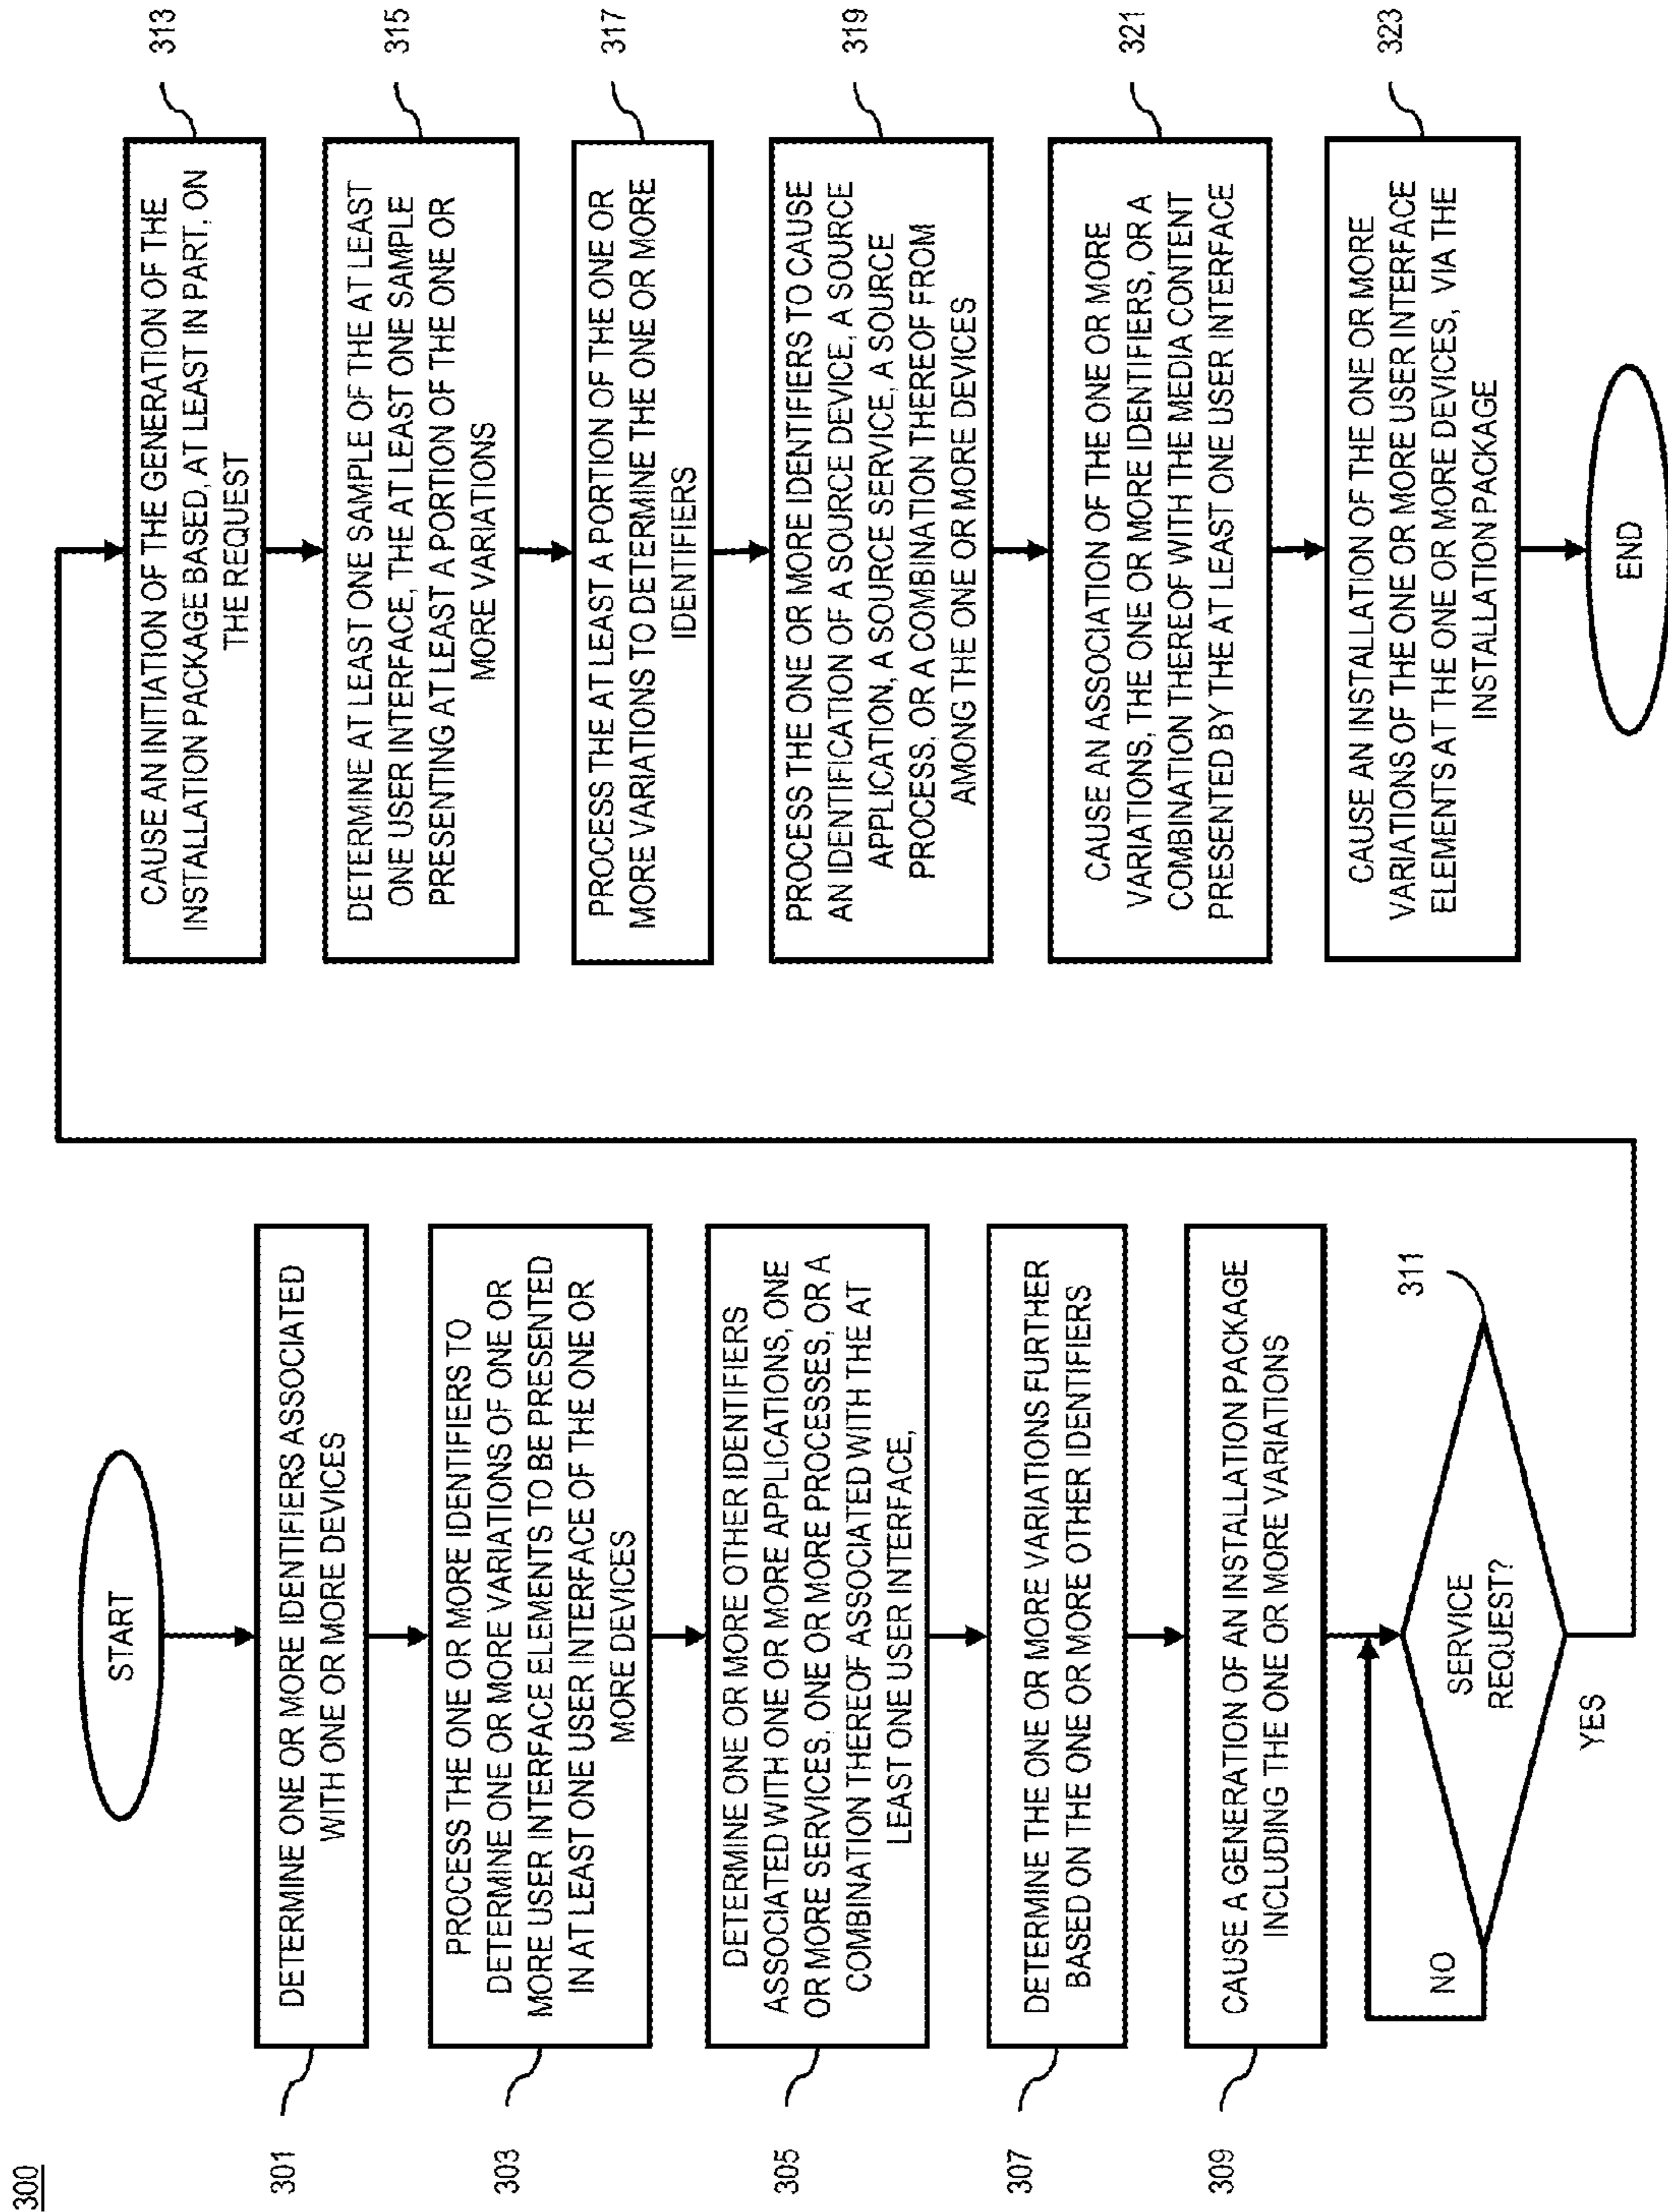 300
START
301
DETERMINE ONE OR MORE IDENTIFIERS ASSOCIATED
WITH ONE OR MORE DEVICES
303
PROCESS THE ONE OR MORE IDENTIFIERS TO
DETERMINE ONE OR MORE VARIATIONS OF ONE OR
MORE USER INTERFACE ELEMENTS TO BE PRESENTED
IN AT LEAST ONE USER INTERFACE OF THE ONE OR
MORE DEVICES
305
DETERMINE ONE OR MORE OTHER IDENTIFIERS
ASSOCIATED WITH ONE OR MORE APPLICATIONS, ONE
OR MORE SERVICES, ONE OR MORE PROCESSES, OR A
COMBINATION THEREOF ASSOCIATED WITH THE AT
LEAST ONE USER INTERFACE,
307
DETERMINE THE ONE OR MORE VARIATIONS FURTHER
BASED ON THE ONE OR MORE OTHER IDENTIFIERS
309
CAUSE A GENERATION OF AN INSTALLATION PACKAGE
INCLUDING THE ONE OR MORE VARIATIONS
311
SERVICE
REQUEST?
NO
YES
313
CAUSE AN INITIATION OF THE GENERATION OF THE
INSTALLATION PACKAGE BASED, AT LEAST IN PART, ON
THE REQUEST
315
DETERMINE AT LEAST ONE SAMPLE OF THE AT LEAST
ONE USER INTERFACE, THE AT LEAST ONE SAMPLE
PRESENTING AT LEAST A PORTION OF THE ONE OR
MORE VARIATIONS
317
PROCESS THE AT LEAST A PORTION OF THE ONE OR
MORE VARIATIONS TO DETERMINE THE ONE OR MORE
IDENTIFIERS
319
PROCESS THE ONE OR MORE IDENTIFIERS TO CAUSE
AN IDENTIFICATION OF A SOURCE DEVICE, A SOURCE
APPLICATION, A SOURCE SERVICE, A SOURCE
PROCESS, OR A COMBINATION THEREOF FROM
AMONG THE ONE OR MORE DEVICES
321
CAUSE AN ASSOCIATION OF THE ONE OR MORE
VARIATIONS, THE ONE OR MORE IDENTIFIERS, OR A
COMBINATION THEREOF WITH THE MEDIA CONTENT
PRESENTED BY THE AT LEAST ONE USER INTERFACE
323
CAUSE AN INSTALLATION OF THE ONE OR MORE
VARIATIONS OF THE ONE OR MORE USER INTERFACE
ELEMENTS AT THE ONE OR MORE DEVICES, VIA THE
INSTALLATION PACKAGE
END